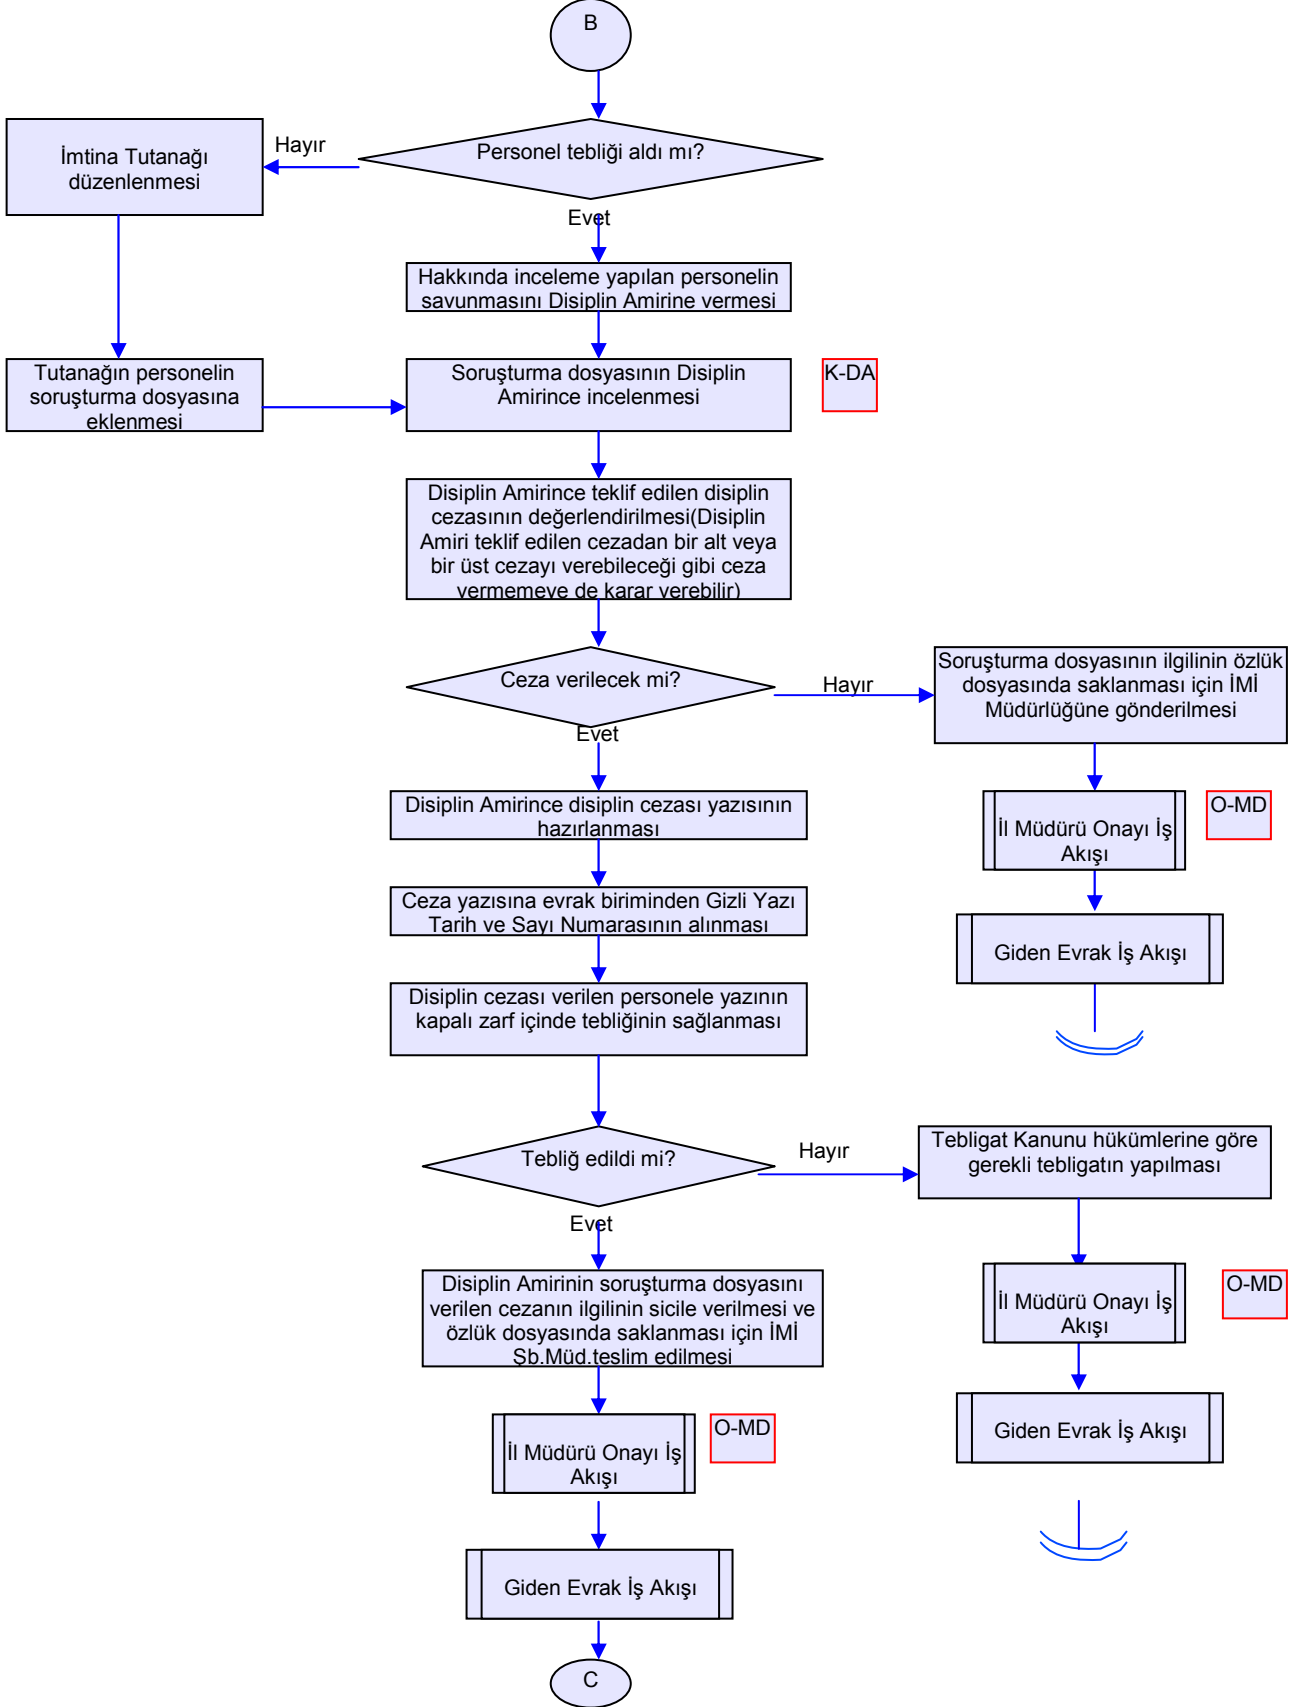 B
Personel tebliği aldı mı?
Hayır
İmtina Tutanağı
düzenlenmesi
Evet
Hakkında inceleme yapılan personelin
savunmasını Disiplin Amirine vermesi
Tutanağın personelin
soruşturma dosyasına
eklenmesi
Soruşturma dosyasının Disiplin
Amirince incelenmesi
K-DA
Disiplin Amirince teklif edilen disiplin
cezasının değerlendirilmesi(Disiplin
Amiri teklif edilen cezadan bir alt veya
bir üst cezayı verebileceği gibi ceza
vermemeye de karar verebilir)
Ceza verilecek mi?
Hayır
Soruşturma dosyasının ilgilinin özlük
dosyasında saklanması için İMİ
Müdürlüğüne gönderilmesi
Evet
Disiplin Amirince disiplin cezası yazısının
hazırlanması
İl Müdürü Onayı İş
Akışı
O-MD
Ceza yazısına evrak biriminden Gizli Yazı
Tarih ve Sayı Numarasının alınması
Giden Evrak İş Akışı
Disiplin cezası verilen personele yazının
kapalı zarf içinde tebliğinin sağlanması
Tebliğ edildi mi?
Hayır
Tebligat Kanunu hükümlerine göre
gerekli tebligatın yapılması
Evet
Disiplin Amirinin soruşturma dosyasını
verilen cezanın ilgilinin sicile verilmesi ve
özlük dosyasında saklanması için İMİ
Şb.Müd.teslim edilmesi
İl Müdürü Onayı İş
Akışı
O-MD
Giden Evrak İş Akışı
İl Müdürü Onayı İş
Akışı
O-MD
Giden Evrak İş Akışı
C